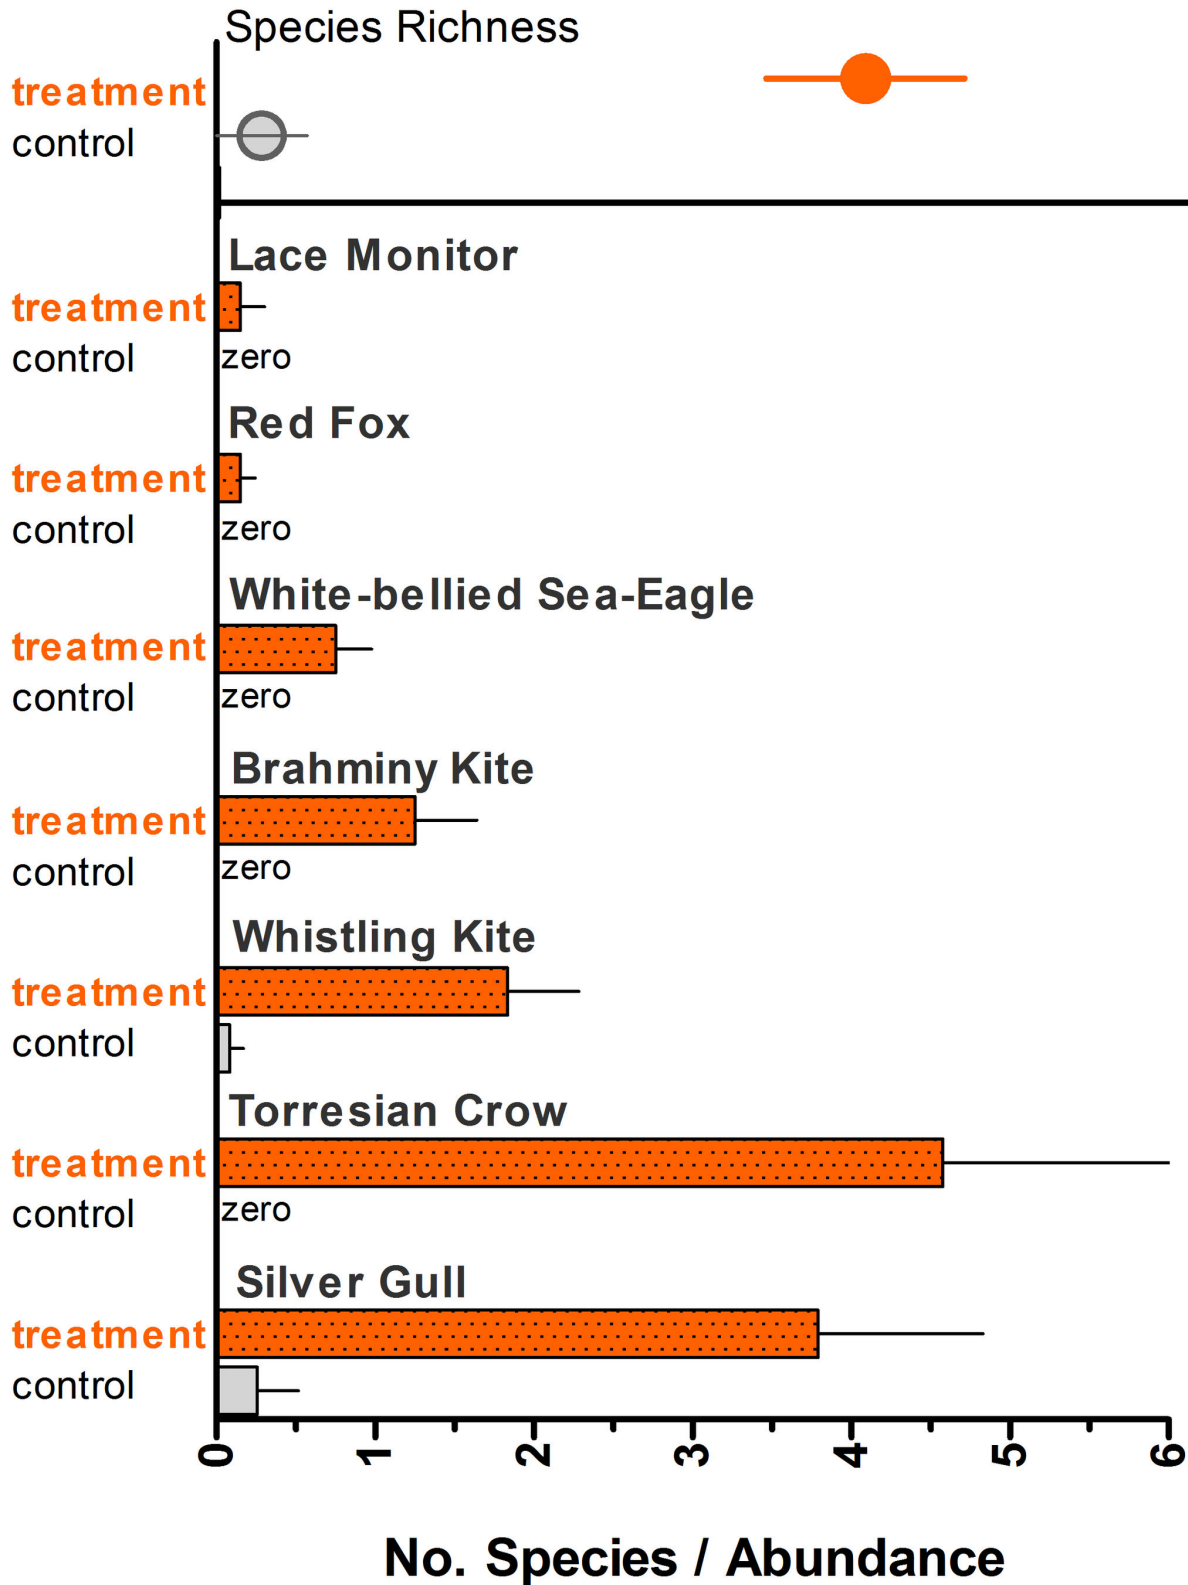 Species Richness
treatment
control
Lace Monitor
treatment
control zero
Red Fox
treatment
control zero
White-bellied Sea-Eagle
treatment
control zero
Brahminy Kite
treatment
control zero
Whistling Kite
treatment
control
Torresian Crow
treatment
control zero
Silver Gull
treatment
control
0 1 2 3 4 5 6
No. Species / Abundance